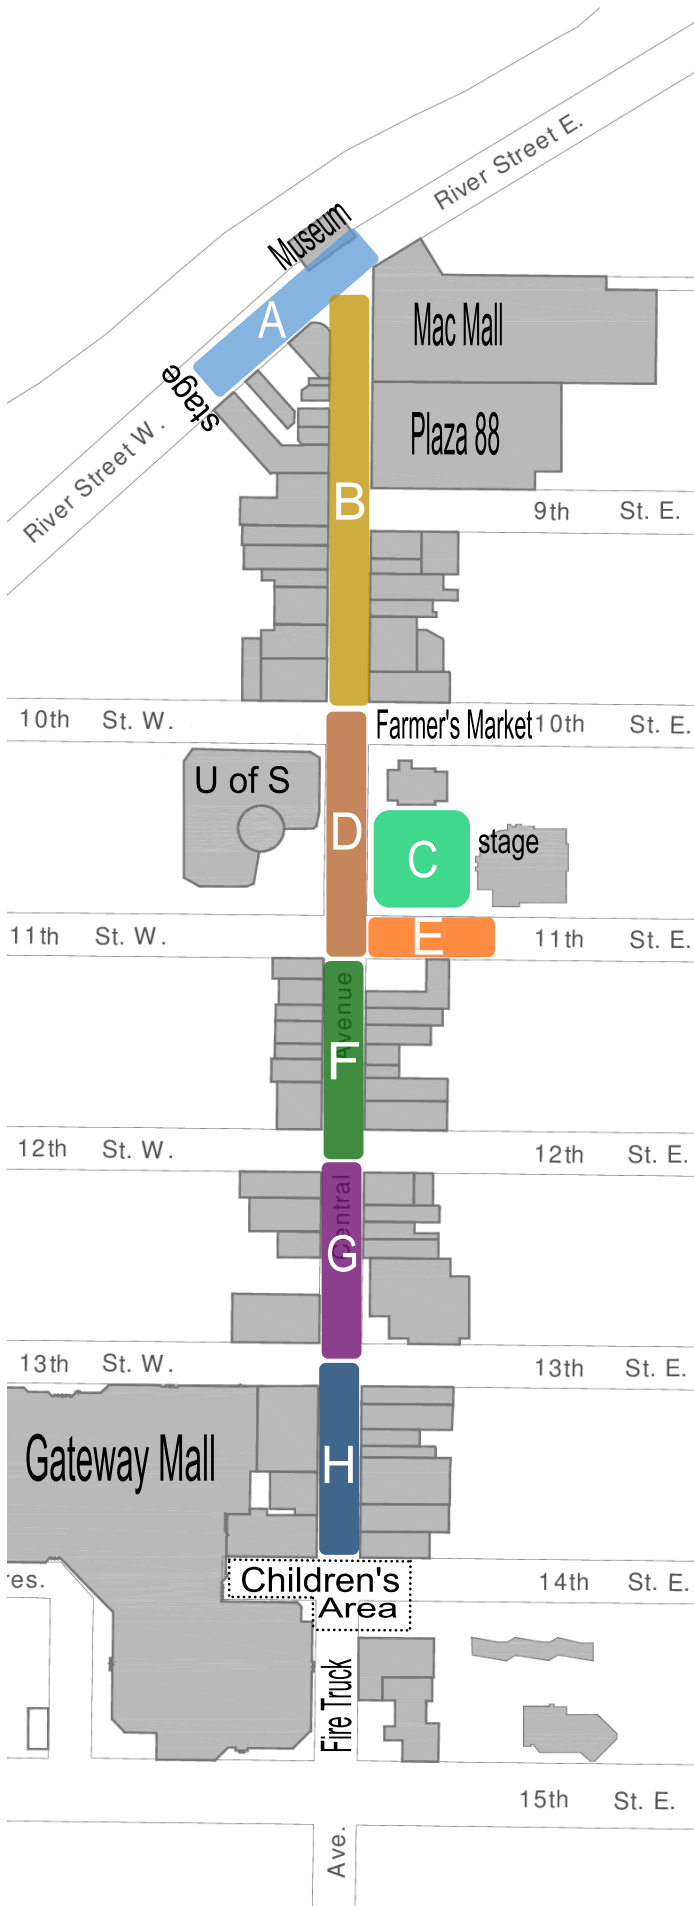 River Street E.
Museum
A
Mac Mall
stage
Plaza 88
River Street W.
B
9th St. E.
10th St. W.
Farmer's Market
10th St. E.
U of S
D
C
stage
11th St. W.
E
11th St. E.
Avenue
F
12th St. W.
12th St. E.
Central
G
13th St. W.
13th St. E.
Gateway Mall
H
res.
Children's
Area
14th St. E.
Fire Truck
15th St. E.
Ave.